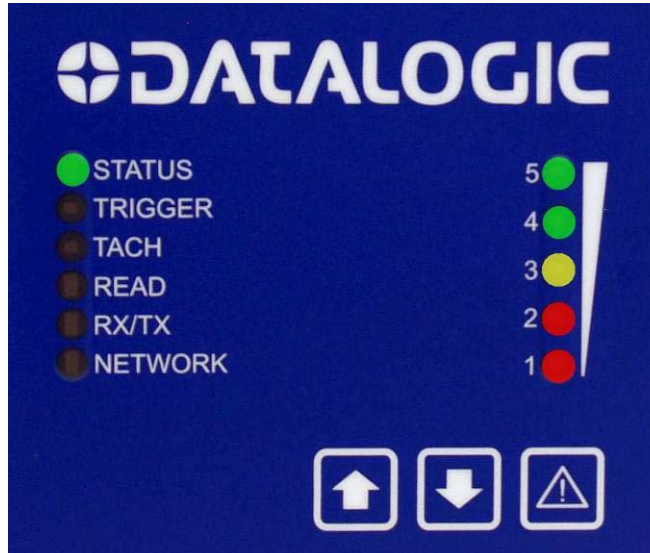 DATALOGIC
STATUS
TRIGGER
TACH
READ
RX/TX
NETWORK
5
4
3
2
1